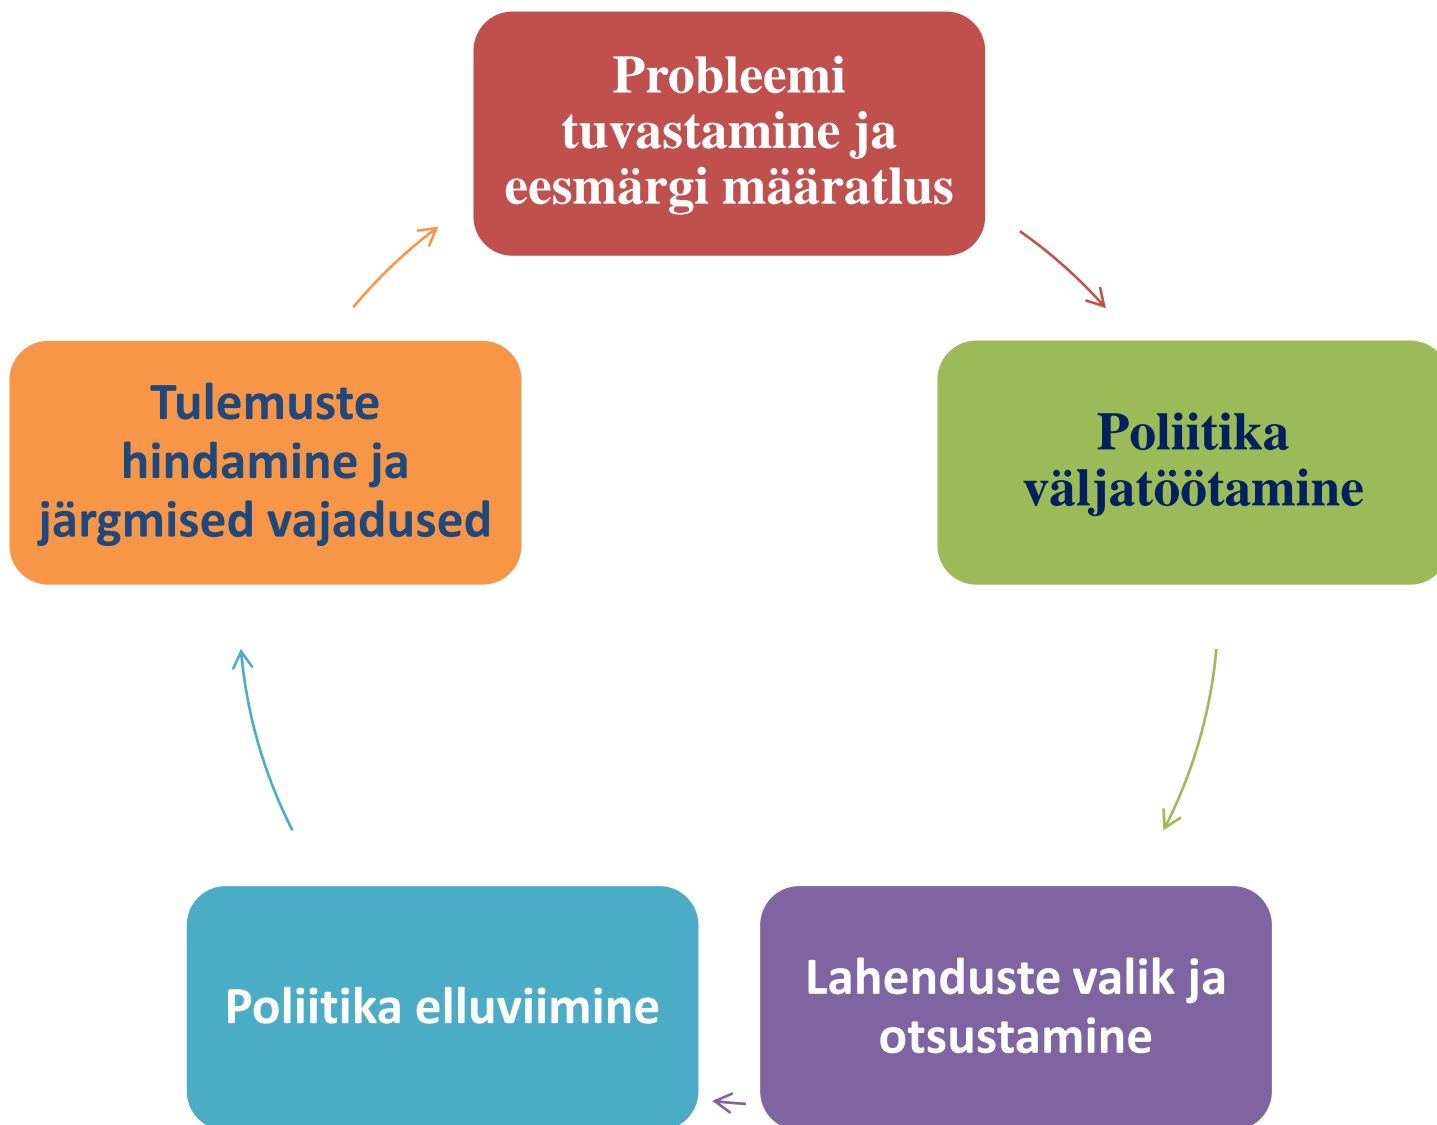 Probleemi
tuvastamine ja
eesmärgi määratlus
Poliitika
väljatöötamine
Lahenduste valik ja
otsustamine
Poliitika elluviimine
Tulemuste
hindamine ja
järgmised vajadused